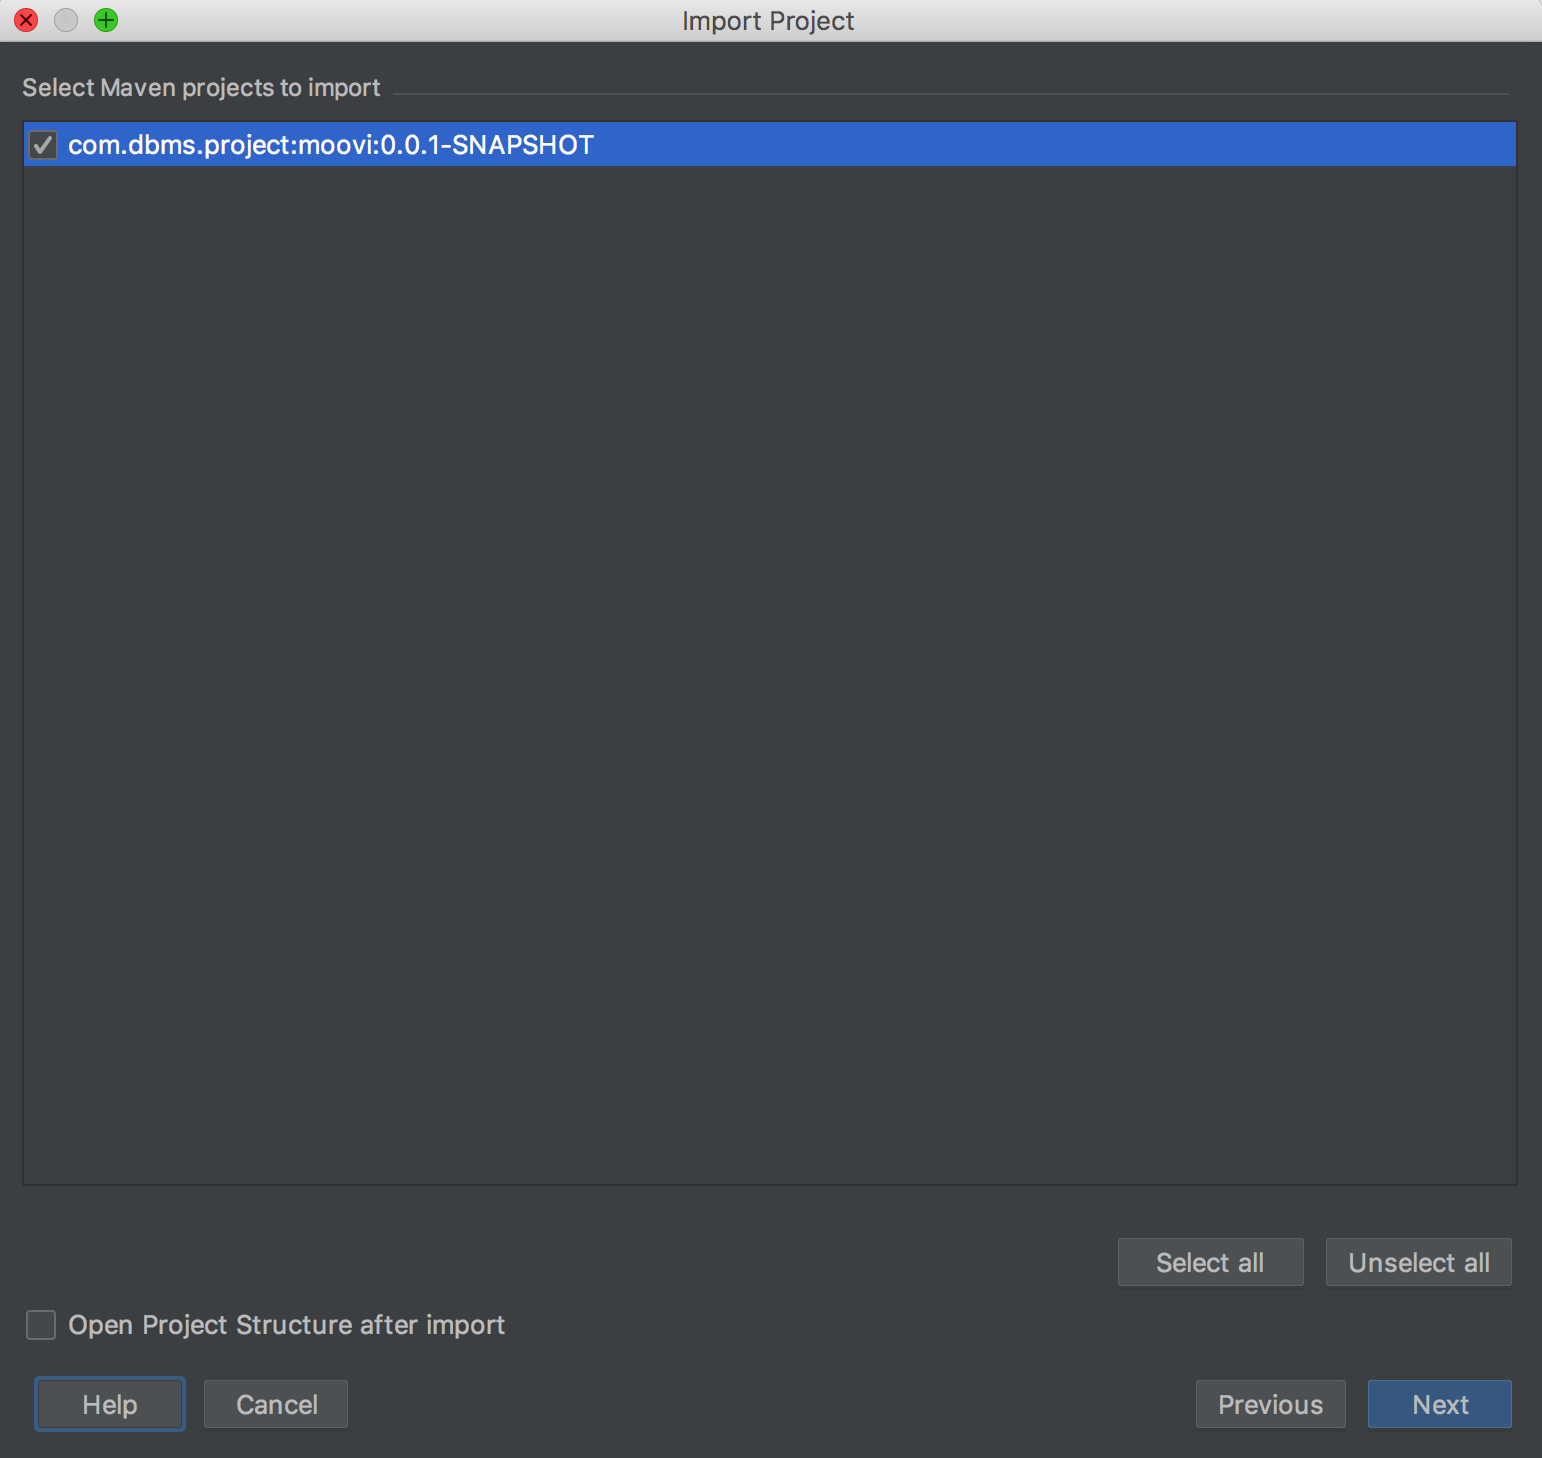 Import Project
Select Maven projects to import
com.dbms.project:moovi:0.0.1-SNAPSHOT
Select all
Unselect all
Open Project Structure after import
Help
Cancel
Previous
Next